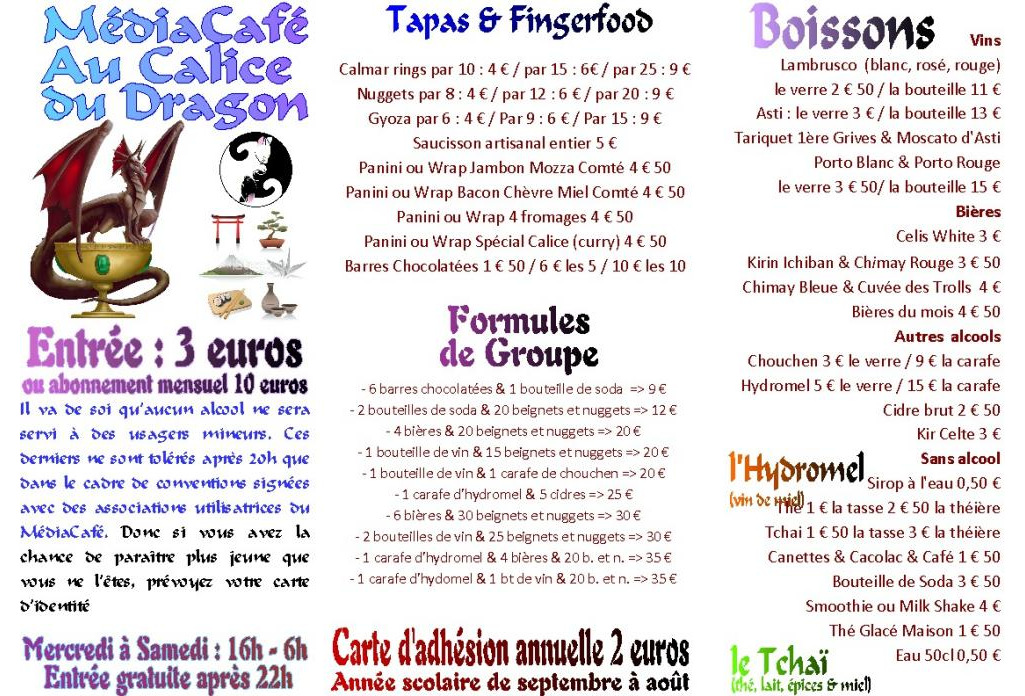 MédiaCafé
Au Calice
du Dragon
Entrée : 3 euros
ou abonnement mensuel 10 euros
Il va de soi qu'aucun alcool ne sera
servi à des usagers mineurs. Ces
derniers ne sont tolérés après 20h que
dans le cadre de conventions signées
avec des associations utilisatrices du
MédiaCafé. Donc si vous avez la
chance de paraître plus jeune que
vous ne l'êtes, prévoyez votre carte
d'identité
Mercredi à Samedi : 16h - 6h
Entrée gratuite après 22h
Tapas & Fingerfood
Calmar rings par 10 : 4 € / par 15 : 6€ / par 25 : 9 €
Nuggets par 8 : 4 € / par 12 : 6 € / par 20 : 9 €
Gyoza par 6 : 4 € / Par 9 : 6 € / Par 15 : 9 €
Saucisson artisanal entier 5 €
Panini ou Wrap Jambon Mozza Comté 4 € 50
Panini ou Wrap Bacon Chèvre Miel Comté 4 € 50
Panini ou Wrap 4 fromages 4 € 50
Panini ou Wrap Spécial Calice (curry) 4 € 50
Barres Chocolatées 1 € 50 / 6 € les 5 / 10 € les 10
Formules
de Groupe
- 6 barres chocolatées & 1 bouteille de soda => 9 €
- 2 bouteilles de soda & 20 beignets et nuggets => 12 €
- 4 bières & 20 beignets et nuggets => 20 €
- 1 bouteille de vin & 15 beignets et nuggets => 20 €
- 1 bouteille de vin & 1 carafe de chouchen => 20 €
- 1 carafe d'hydromel & 5 cidres => 25 €
- 6 bières & 30 beignets et nuggets => 30 €
- 2 bouteilles de vin & 25 beignets et nuggets => 30 €
- 1 carafe d'hydromel & 4 bières & 20 b. et n. => 35 €
- 1 carafe d'hydomel & 1 bt de vin & 20 b. et n. => 35 €
Carte d'adhésion annuelle 2 euros
Année scolaire de septembre à août
Boissons
Vins
Lambrusco (blanc, rosé, rouge)
le verre 2 € 50 / la bouteille 11 €
Asti : le verre 3 € / la bouteille 13 €
Tariquet 1ère Grives & Moscato d'Asti
Porto Blanc & Porto Rouge
le verre 3 € 50/ la bouteille 15 €
Bières
Celis White 3 €
Kirin Ichiban & Chimay Rouge 3 € 50
Chimay Bleue & Cuvée des Trolls 4 €
Bières du mois 4 € 50
Autres alcools
Chouchen 3 € le verre / 9 € la carafe
Hydromel 5 € le verre / 15 € la carafe
Cidre brut 2 € 50
Kir Celte 3 €
Sans alcool
l'Hydromel
(vin de miel)
Sirop à l'eau 0,50 €
Thé 1 € la tasse 2 € 50 la théière
Tchai 1 € 50 la tasse 3 € la théière
Canettes & Cacolac & Café 1 € 50
Bouteille de Soda 3 € 50
Smoothie ou Milk Shake 4 €
Thé Glacé Maison 1 € 50
Eau 50cl 0,50 €
le Tchaï
(thé, lait, épices & miel)